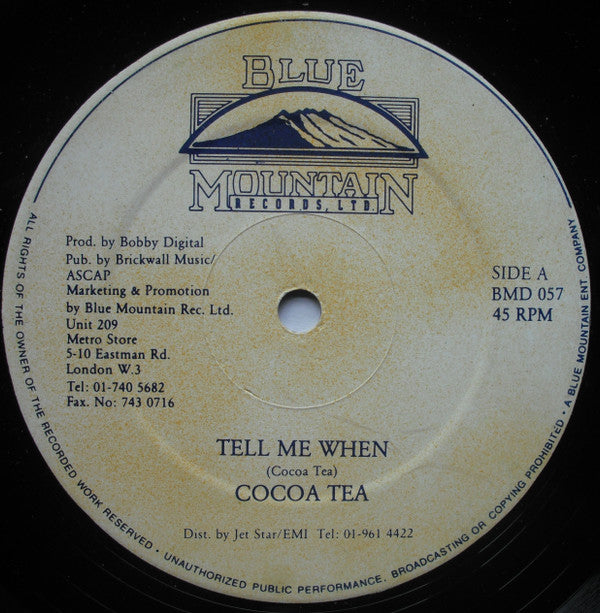 BLUE
MOUNTAIN
RECORDS, LTD.
Prod. by Bobby Digital
Pub. by Brickwall Music/
ASCAP
Marketing & Promotion
by Blue Mountain Rec. Ltd.
Unit 209
Metro Store
5-10 Eastman Rd.
London W.3
Tel: 01-740 5682
Fax. No: 743 0716
SIDE A
BMD 057
45 RPM
TELL ME WHEN
(Cocoa Tea)
COCOA TEA
Dist. by Jet Star/EMI Tel: 01-961 4422
ALL RIGHTS OF THE OWNER OF THE RECORDED WORK RESERVED • UNAUTHORIZED PUBLIC PERFORMANCE, BROADCASTING OR COPYING PROHIBITED • A BLUE MOUNTAIN ENT. COMPANY